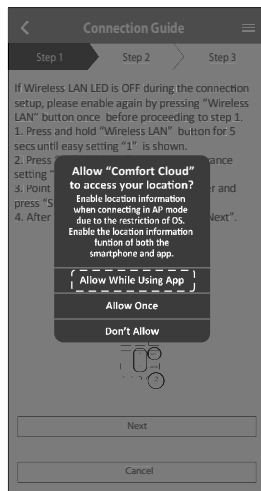 Connection Guide
Step 1
Step 2
Step 3
If Wireless LAN LED is OFF during the connection
setup, please enable again by pressing "Wireless
LAN" button once before proceeding to step 1.
1. Press and hold "Wireless LAN" button for 5
secs until easy setting "1" is shown.
2. Press
setting "
3. Point
er and
press "S
4. After
Next".
Allow "Comfort Cloud"
to access your location?
Enable location information
when connecting in AP mode
due to the restriction of OS.
Enable the location information
funtion of both the
smartphone and app.
Allow While Using App
Allow Once
Don't Allow
2
Next
Cancel